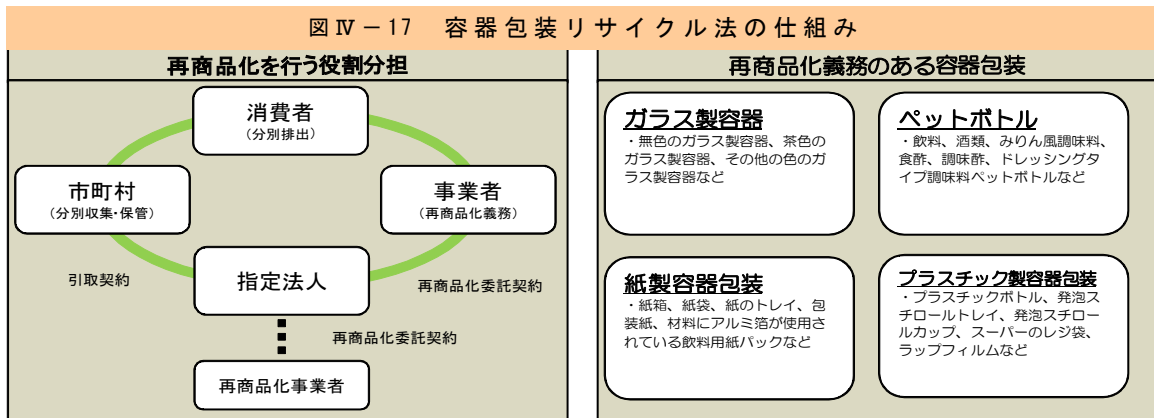 図Ⅳ－17 容器包装リサイクル法の仕組み
再商品化を行う役割分担
消費者
(分別排出)
市町村
(分別収集・保管)
事業者
(再商品化義務)
指定法人
引取契約
再商品化委託契約
再商品化委託契約
再商品化事業者
再商品化義務のある容器包装
ガラス製容器
・無色のガラス製容器、茶色の
ガラス製容器、その他の色のガ
ラス製容器など
ペットボトル
・飲料、酒類、みりん風調味料、
食酢、調味酢、ドレッシングタ
イプ調味料ペットボトルなど
紙製容器包装
・紙箱、紙袋、紙のトレイ、包
装紙、材料にアルミ箔が使用さ
れている飲料用紙パックなど
プラスチック製容器包装
・プラスチックボトル、発泡ス
チロールトレイ、発泡スチロー
ルカップ、スーパーのレジ袋、
ラップフィルムなど